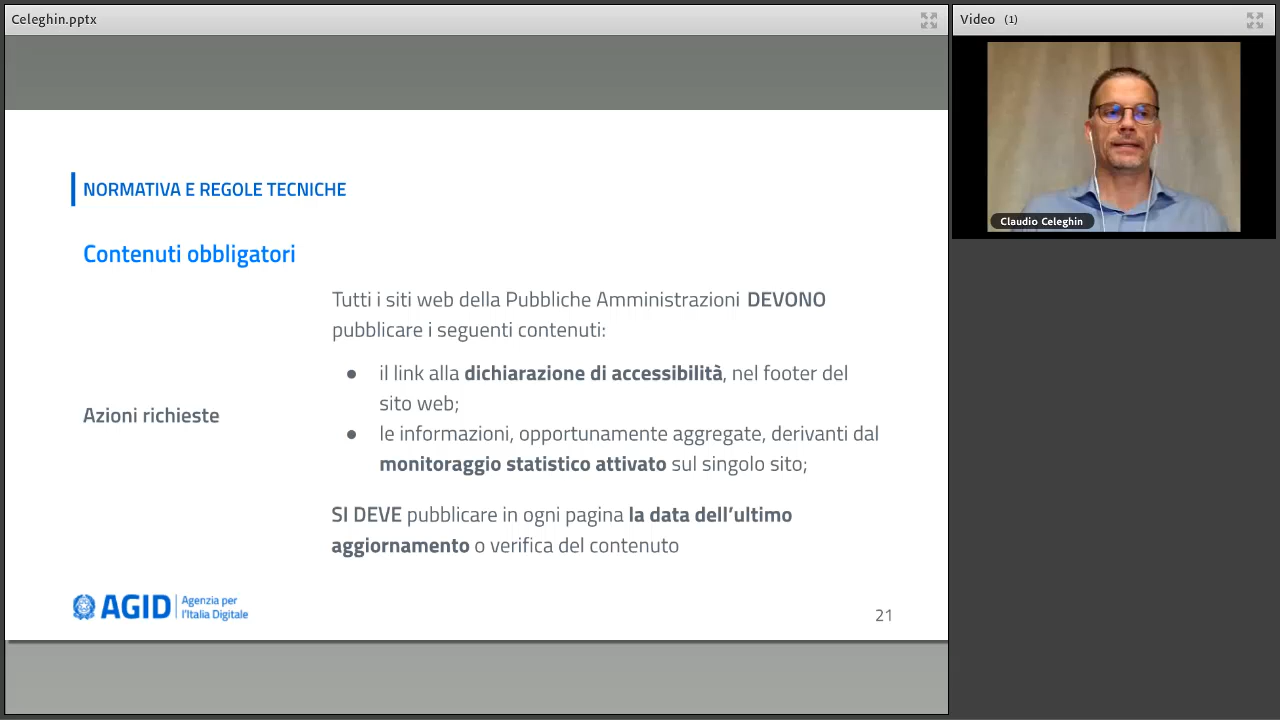 Celeghin.pptx
Video (1)
Claudio Celeghin
NORMATIVA E REGOLE TECNICHE
Contenuti obbligatori
Tutti i siti web della Pubbliche Amministrazioni DEVONO
pubblicare i seguenti contenuti:
● il link alla dichiarazione di accessibilità, nel footer del
sito web;
Azioni richieste
● le informazioni, opportunamente aggregate, derivanti dal
monitoraggio statistico attivato sul singolo sito;
SI DEVE pubblicare in ogni pagina la data dell’ultimo
aggiornamento o verifica del contenuto
AGID Agenzia per
l'Italia Digitale
21